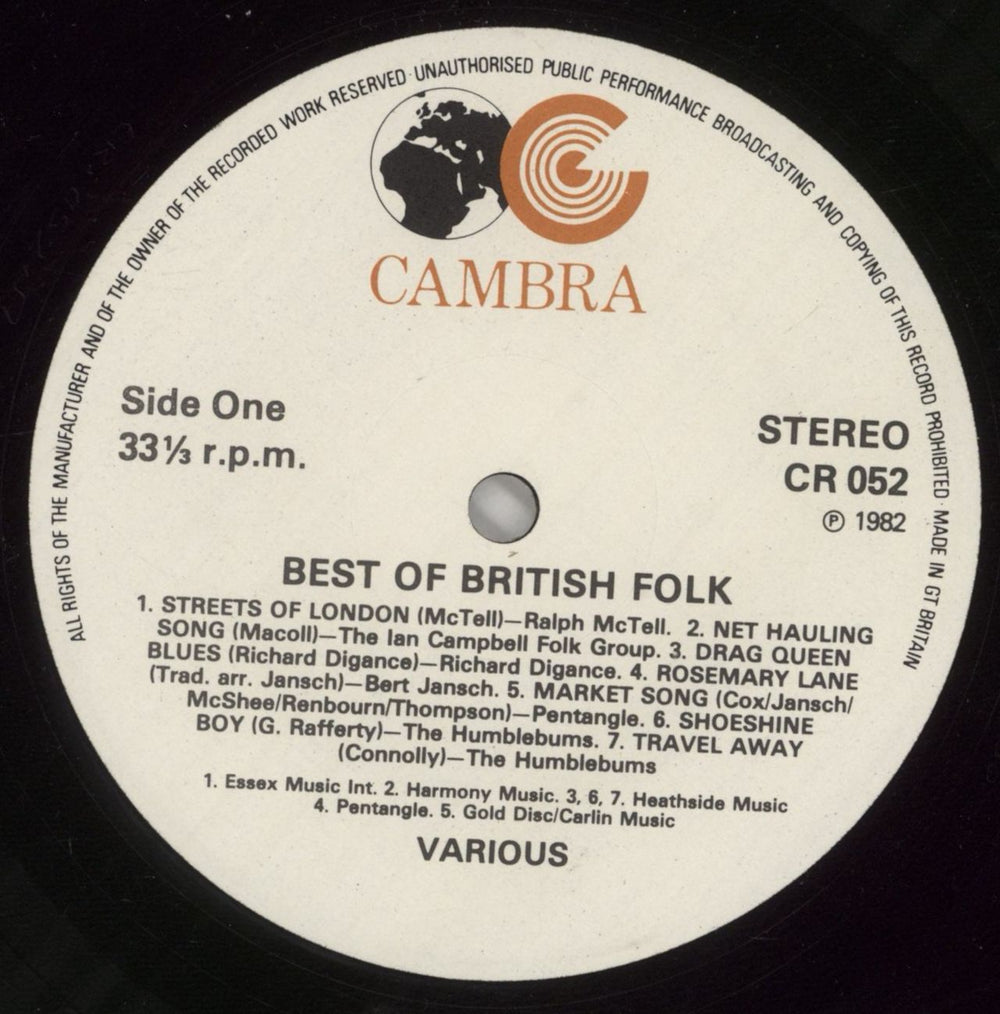 ALL RIGHTS OF THE MANUFACTURER AND OF THE OWNER OF THE RECORDED WORK RESERVED · UNAUTHORISED PUBLIC PERFORMANCE BROADCASTING AND COPYING OF THIS RECORD PROHIBITED · MADE IN GT BRITAIN
CAMBRA
Side One
33⅓ r.p.m.
STEREO
CR 052
℗ 1982
BEST OF BRITISH FOLK
1. STREETS OF LONDON (McTell)—Ralph McTell. 2. NET HAULING
SONG (Macoll)—The Ian Campbell Folk Group. 3. DRAG QUEEN
BLUES (Richard Digance)—Richard Digance. 4. ROSEMARY LANE
(Trad. arr. Jansch)—Bert Jansch. 5. MARKET SONG (Cox/Jansch/
McShee/Renbourn/Thompson)—Pentangle. 6. SHOESHINE
BOY (G. Rafferty)—The Humblebums. 7. TRAVEL AWAY
(Connolly)—The Humblebums
1. Essex Music Int. 2. Harmony Music. 3, 6, 7. Heathside Music
4. Pentangle. 5. Gold Disc/Carlin Music
VARIOUS